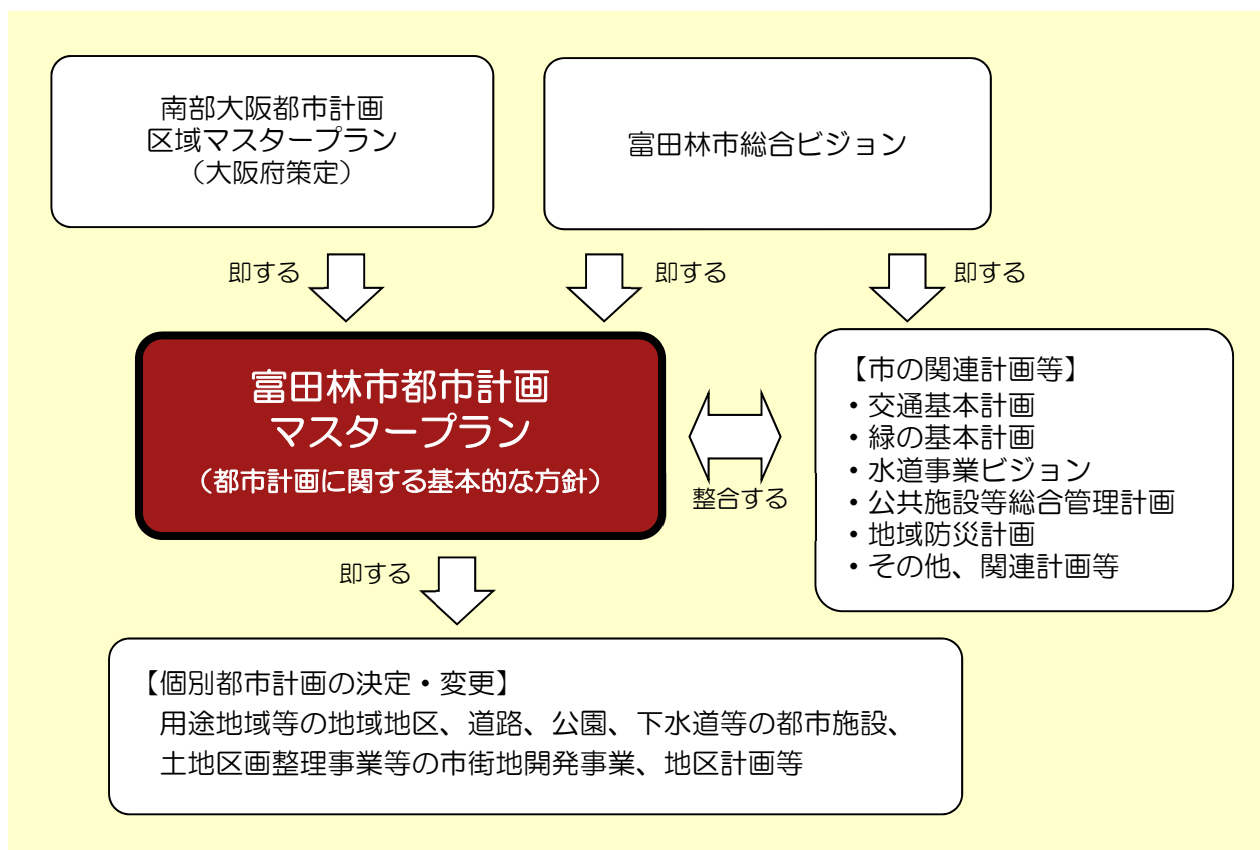 南部大阪都市計画
区域マスタープラン
（大阪府策定）
富田林市総合ビジョン
即する
即する
即する
富田林市都市計画
マスタープラン
（都市計画に関する基本的な方針）
整合する
【市の関連計画等】
・交通基本計画
・緑の基本計画
・水道事業ビジョン
・公共施設等総合管理計画
・地域防災計画
・その他、関連計画等
即する
【個別都市計画の決定・変更】
用途地域等の地域地区、道路、公園、下水道等の都市施設、
土地区画整理事業等の市街地開発事業、地区計画等